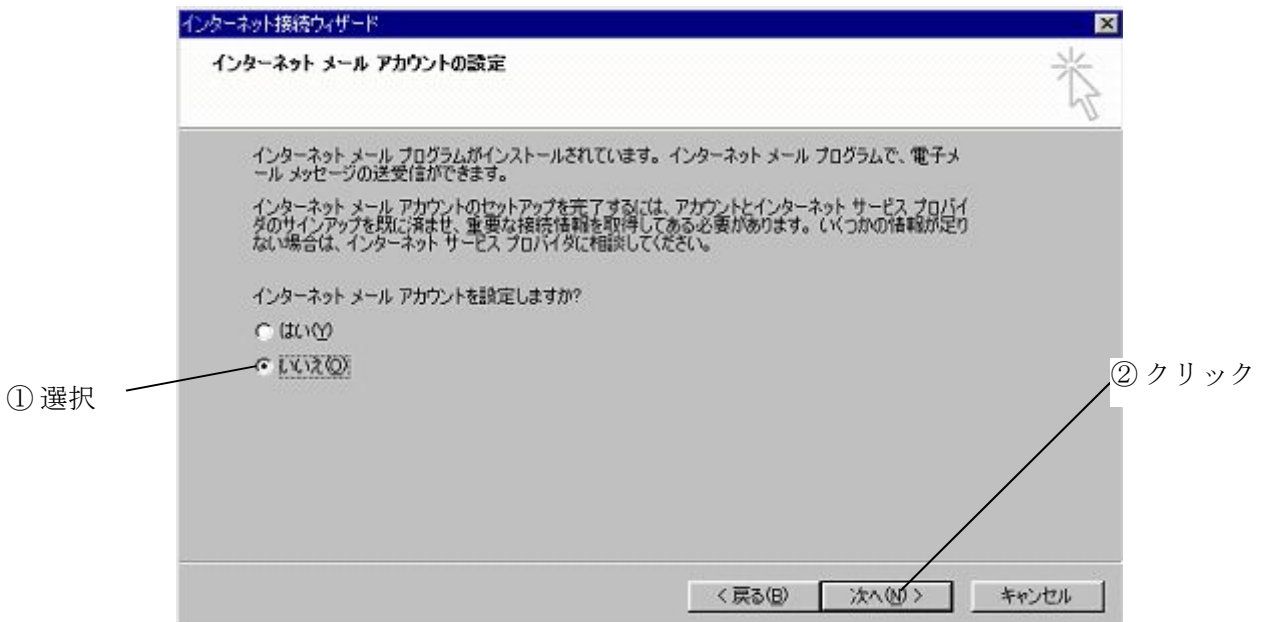 インターネット接続ウィザード
インターネット メール アカウントの設定
インターネット メール プログラムがインストールされています。インターネット メール プログラムで、電子メ
ール メッセージの送受信ができます。
インターネット メール アカウントのセットアップを完了するには、アカウントとインターネット サービス プロバイ
ダのサインアップを既に済ませ、重要な接続情報を取得してある必要があります。いくつかの情報が足り
ない場合は、インターネット サービス プロバイダに相談してください。
インターネット メール アカウントを設定しますか?
はい(Y)
いいえ(O)
① 選択
② クリック
< 戻る(B)
次へ(N) >
キャンセル